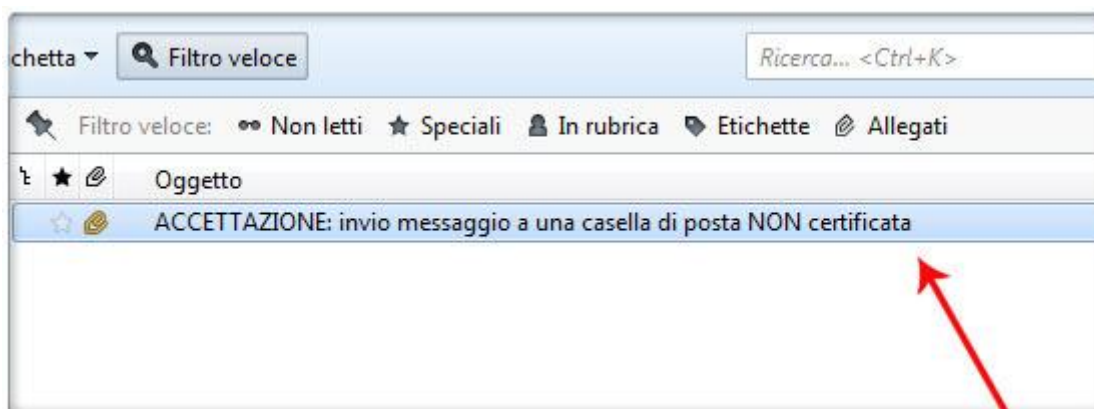 chetta Filtro veloce Ricerca... <Ctrl+K>
Filtro veloce: Non letti Speciali In rubrica Etichette Allegati
Oggetto
ACCETTAZIONE: invio messaggio a una casella di posta NON certificata